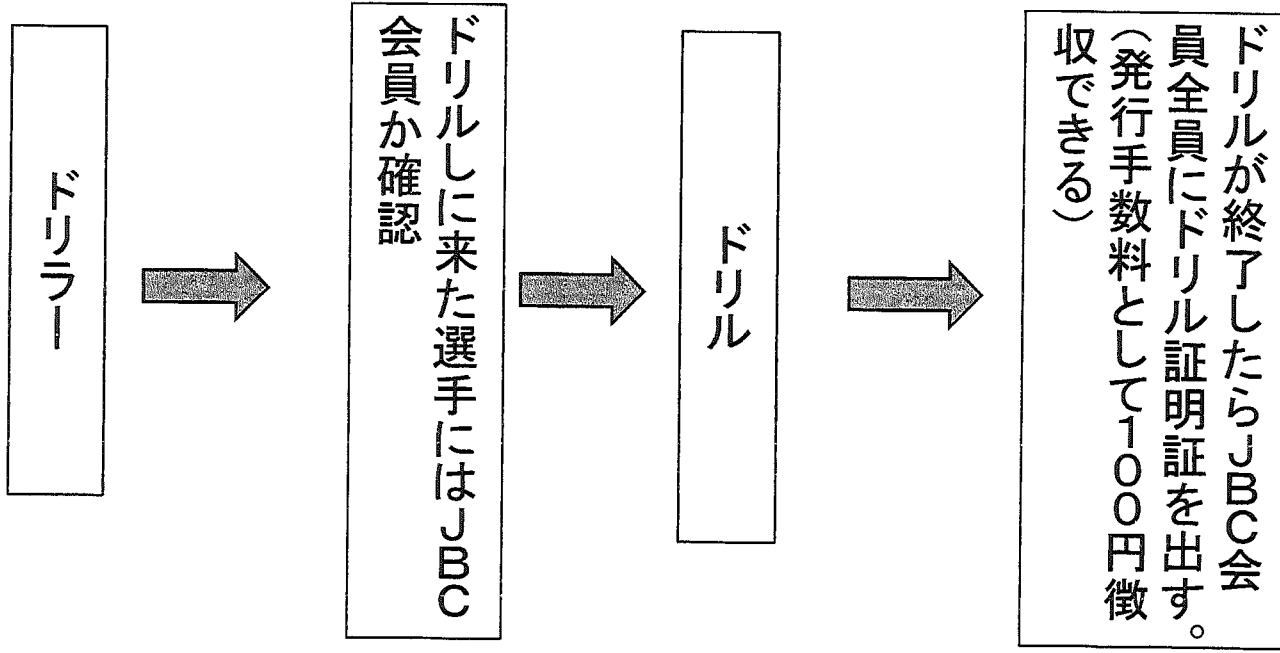 ドリラー
ドリルしに来た選手にはJBC
会員か確認
ドリル
ドリルが終了したらJBC会
員全員にドリル証明証を出す。
(発行手数料として100円徴
収できる)